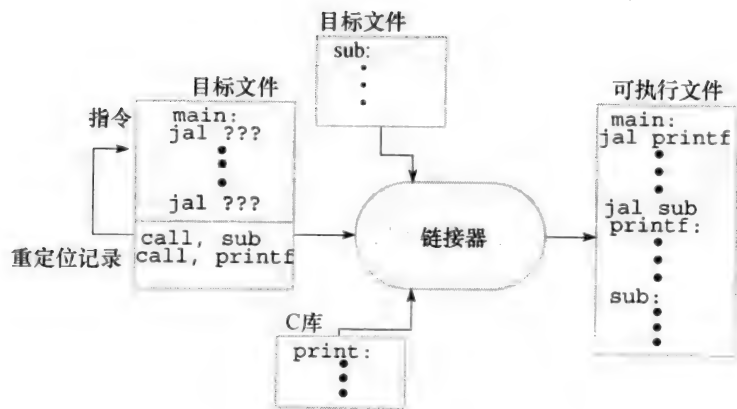 目标文件
sub:
目标文件
指令
main:
jal ???
jal ???
重定位记录
call, sub
call, printf
链接器
C库
print:
可执行文件
main:
jal printf
jal sub
printf:
sub: